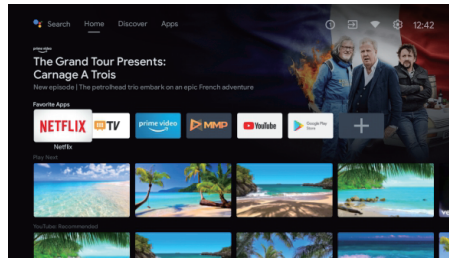 Search Home Discover Apps 12:42
prime video
The Grand Tour Presents:
Carnage A Trois
New episode | The petrolhead trio embark on an epic French adventure
Favorite Apps
NETFLIX TV prime video MMP YouTube Google Play Store
Netflix
Play Next
YouTube: Recommended